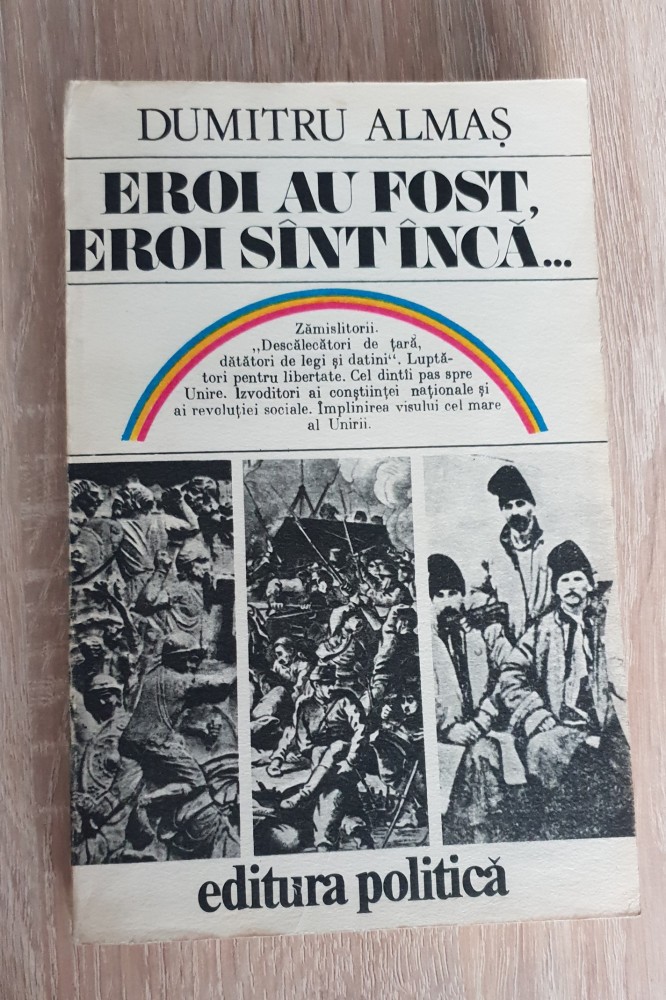 DUMITRU ALMAȘ
EROI AU FOST,
EROI SÎNT ÎNCĂ...
Zămislitorii.
„Descălecători de țară,
dătători de legi și datini“. Luptă-
tori pentru libertate. Cel dintîi pas spre
Unire. Izvoditori ai conștiinței naționale și
ai revoluției sociale. Împlinirea visului cel mare
al Unirii.
editura politică